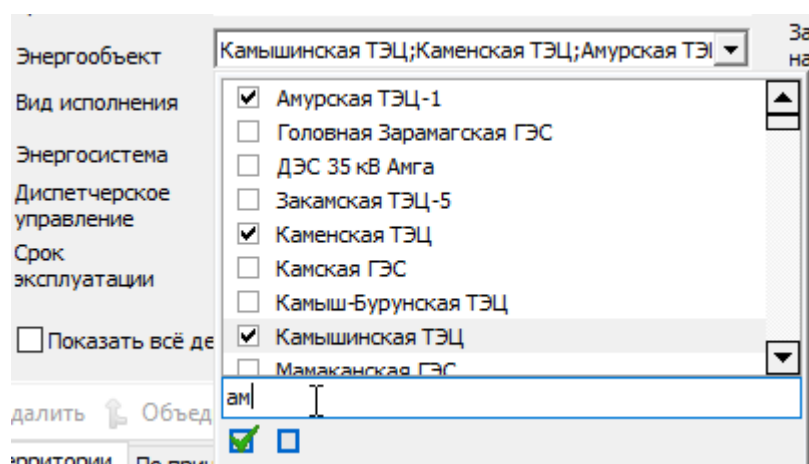 За
на
Энергообъект
Камышинская ТЭЦ;Каменская ТЭЦ;Амурская ТЭ
Вид исполнения
Энергосистема
Диспетчерское
управление
Срок
эксплуатации
Показать всё де
Амурская ТЭЦ-1
Головная Зарамагская ГЭС
ДЭС 35 кВ Амга
Закамская ТЭЦ-5
Каменская ТЭЦ
Камская ГЭС
Камыш-Бурунская ТЭЦ
Камышинская ТЭЦ
Мамаканская ГЭС
ам
далить Объед